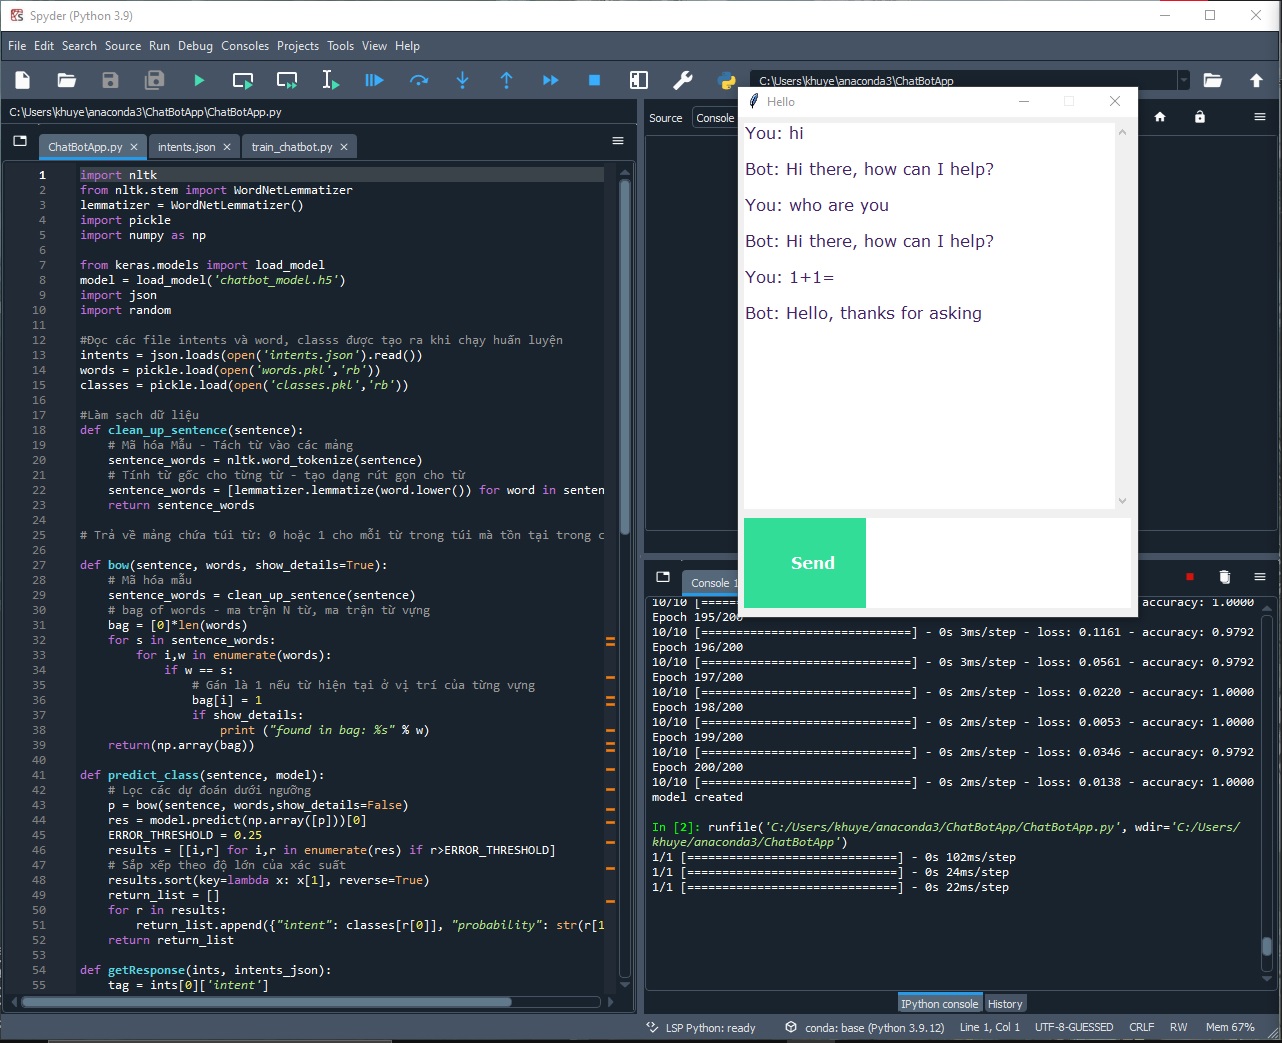 Spyder (Python 3.9)
File Edit Search Source Run Debug Consoles Projects Tools View Help
C:\Users\khuye\anaconda3\ChatBotApp
C:\Users\khuye\anaconda3\ChatBotApp\ChatBotApp.py
ChatBotApp.py intents.json train_chatbot.py
1 import nltk
2 from nltk.stem import WordNetLemmatizer
3 lemmatizer = WordNetLemmatizer()
4 import pickle
5 import numpy as np
6
7 from keras.models import load_model
8 model = load_model('chatbot_model.h5')
9 import json
10 import random
11
12 #Đọc các file intents và word, classs được tạo ra khi chạy huấn luyện
13 intents = json.loads(open('intents.json').read())
14 words = pickle.load(open('words.pkl','rb'))
15 classes = pickle.load(open('classes.pkl','rb'))
16
17 #Làm sạch dữ liệu
18 def clean_up_sentence(sentence):
19 # Mã hóa Mẫu - Tách từ vào các mảng
20 sentence_words = nltk.word_tokenize(sentence)
21 # Tính từ gốc cho từng từ - tạo dạng rút gọn cho từ
22 sentence_words = [lemmatizer.lemmatize(word.lower()) for word in senten
23 return sentence_words
24
25 # Trả về mảng chứa túi từ: 0 hoặc 1 cho mỗi từ trong túi mà tồn tại trong c
26
27 def bow(sentence, words, show_details=True):
28 # Mã hóa mẫu
29 sentence_words = clean_up_sentence(sentence)
30 # bag of words - ma trận N từ, ma trận từ vựng
31 bag = [0]*len(words)
32 for s in sentence_words:
33 for i,w in enumerate(words):
34 if w == s:
35 # Gán là 1 nếu từ hiện tại ở vị trí của từng vựng
36 bag[i] = 1
37 if show_details:
38 print ("found in bag: %s" % w)
39 return(np.array(bag))
40
41 def predict_class(sentence, model):
42 # Lọc các dự đoán dưới ngưỡng
43 p = bow(sentence, words,show_details=False)
44 res = model.predict(np.array([p]))[0]
45 ERROR_THRESHOLD = 0.25
46 results = [[i,r] for i,r in enumerate(res) if r>ERROR_THRESHOLD]
47 # Sắp xếp theo độ lớn của xác suất
48 results.sort(key=lambda x: x[1], reverse=True)
49 return_list = []
50 for r in results:
51 return_list.append({"intent": classes[r[0]], "probability": str(r[1
52 return return_list
53
54 def getResponse(ints, intents_json):
55 tag = ints[0]['intent']
Source Console
Hello
You: hi
Bot: Hi there, how can I help?
You: who are you
Bot: Hi there, how can I help?
You: 1+1=
Bot: Hello, thanks for asking
Send
Console 1
10/10 [===== accuracy: 1.0000
Epoch 195/200
10/10 [==============================] - 0s 3ms/step - loss: 0.1161 - accuracy: 0.9792
Epoch 196/200
10/10 [==============================] - 0s 3ms/step - loss: 0.0561 - accuracy: 0.9792
Epoch 197/200
10/10 [==============================] - 0s 2ms/step - loss: 0.0220 - accuracy: 1.0000
Epoch 198/200
10/10 [==============================] - 0s 2ms/step - loss: 0.0053 - accuracy: 1.0000
Epoch 199/200
10/10 [==============================] - 0s 2ms/step - loss: 0.0346 - accuracy: 0.9792
Epoch 200/200
10/10 [==============================] - 0s 2ms/step - loss: 0.0138 - accuracy: 1.0000
model created
In [2]: runfile('C:/Users/khuye/anaconda3/ChatBotApp/ChatBotApp.py', wdir='C:/Users/
khuye/anaconda3/ChatBotApp')
1/1 [==============================] - 0s 102ms/step
1/1 [==============================] - 0s 24ms/step
1/1 [==============================] - 0s 22ms/step
IPython console History
LSP Python: ready conda: base (Python 3.9.12) Line 1, Col 1 UTF-8-GUESSED CRLF RW Mem 67%